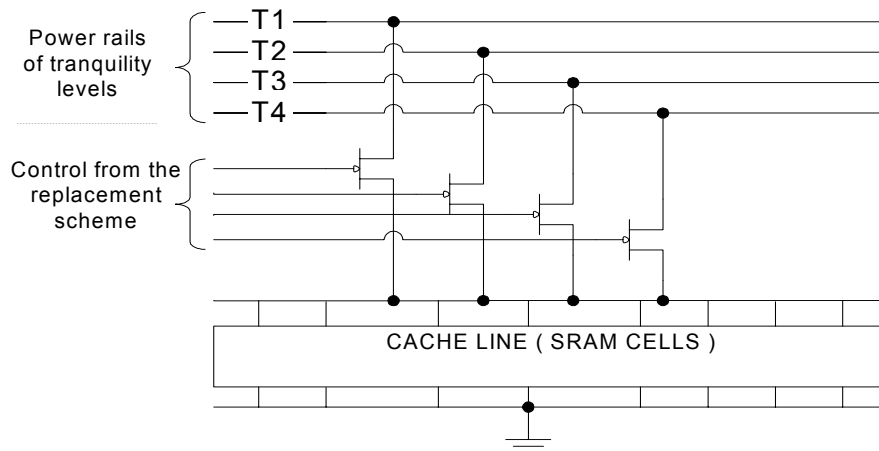 T1
Power rails
of tranquility
levels
T2
T3
T4
Control from the
replacement
scheme
CACHE LINE ( SRAM CELLS )